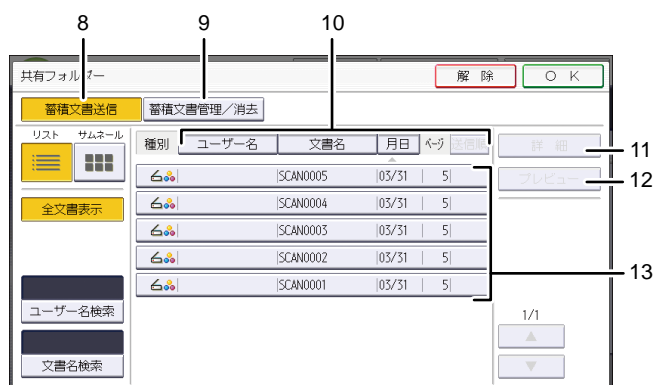 8 9 10
共有フォルダー 解 除 O K
蓄積文書送信 蓄積文書管理／消去
リスト サムネール 種別 ユーザー名 文書名 月日 ページ 送信順 詳 細 11
プレビュー 12
SCAN0005 03/31 5
全文書表示 SCAN0004 03/31 5
SCAN0003 03/31 5
SCAN0002 03/31 5 13
SCAN0001 03/31 5
ユーザー名検索 1/1
文書名検索